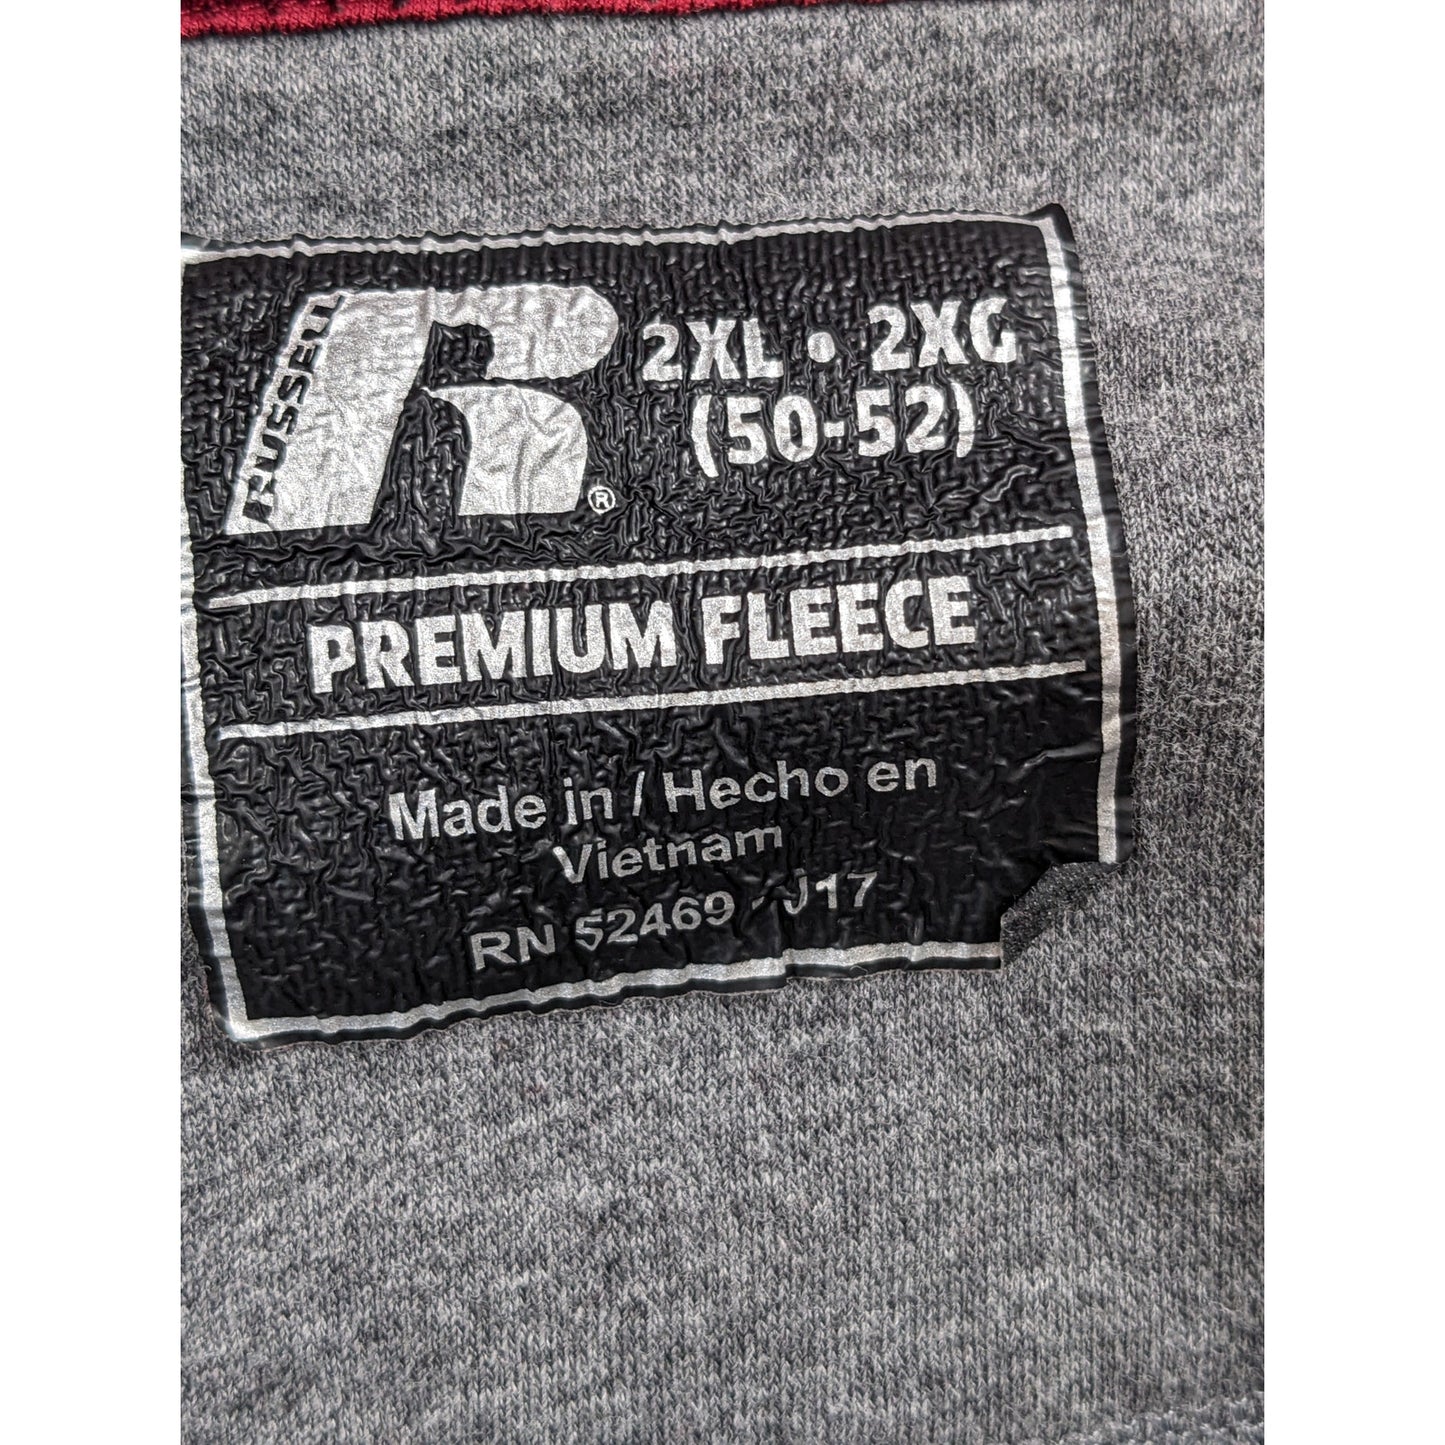 RUSSELL
R®
2XL • 2XG
(50-52)
PREMIUM FLEECE
Made in / Hecho en
Vietnam
RN 52469 - J17